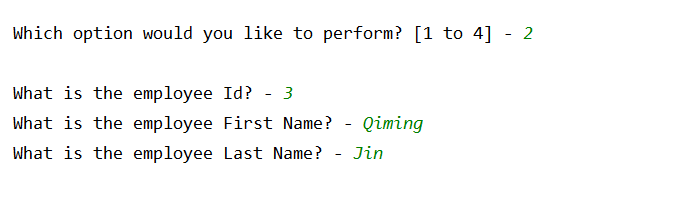 Which option would you like to perform? [1 to 4] - 2
What is the employee Id? - 3
What is the employee First Name? - Qiming
What is the employee Last Name? - Jin